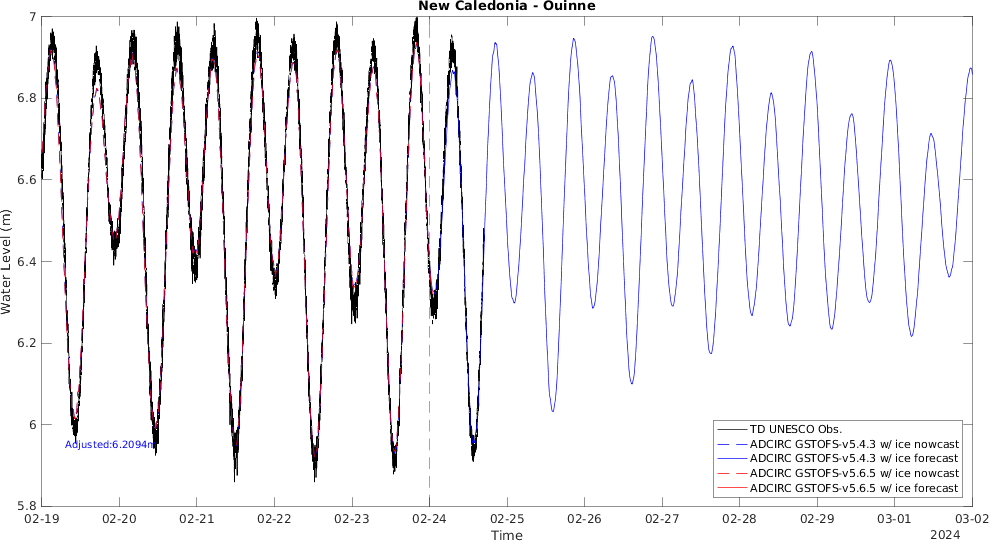 New Caledonia - Ouinne
7
6.8
6.6
6.4
6.2
6
5.8
Water Level (m)
Adjusted:6.2094m
TD UNESCO Obs.
ADCIRC GSTOFS-v5.4.3 w/ ice nowcast
ADCIRC GSTOFS-v5.4.3 w/ ice forecast
ADCIRC GSTOFS-v5.6.5 w/ ice nowcast
ADCIRC GSTOFS-v5.6.5 w/ ice forecast
02-19 02-20 02-21 02-22 02-23 02-24 02-25 02-26 02-27 02-28 02-29 03-01 03-02
Time
2024